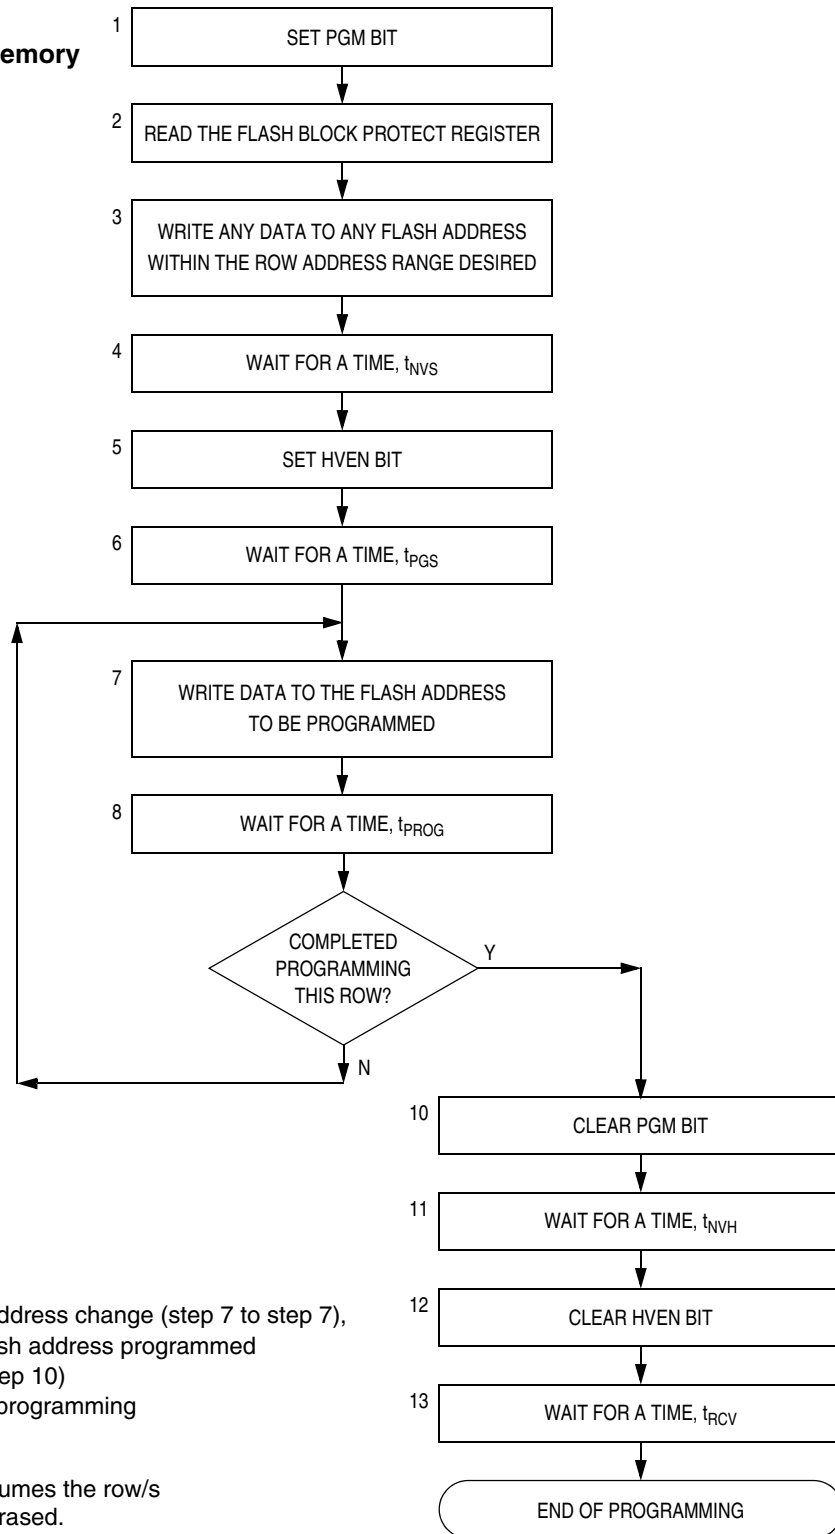 1
SET PGM BIT
emory
2
READ THE FLASH BLOCK PROTECT REGISTER
3
WRITE ANY DATA TO ANY FLASH ADDRESS
WITHIN THE ROW ADDRESS RANGE DESIRED
4
WAIT FOR A TIME, tNVS
5
SET HVEN BIT
6
WAIT FOR A TIME, tPGS
7
WRITE DATA TO THE FLASH ADDRESS
TO BE PROGRAMMED
8
WAIT FOR A TIME, tPROG
COMPLETED
PROGRAMMING
THIS ROW?
Y
N
10
CLEAR PGM BIT
11
WAIT FOR A TIME, tNVH
12
CLEAR HVEN BIT
13
WAIT FOR A TIME, tRCV
END OF PROGRAMMING
ddress change (step 7 to step 7),
sh address programmed
ep 10)
programming
umes the row/s
rased.